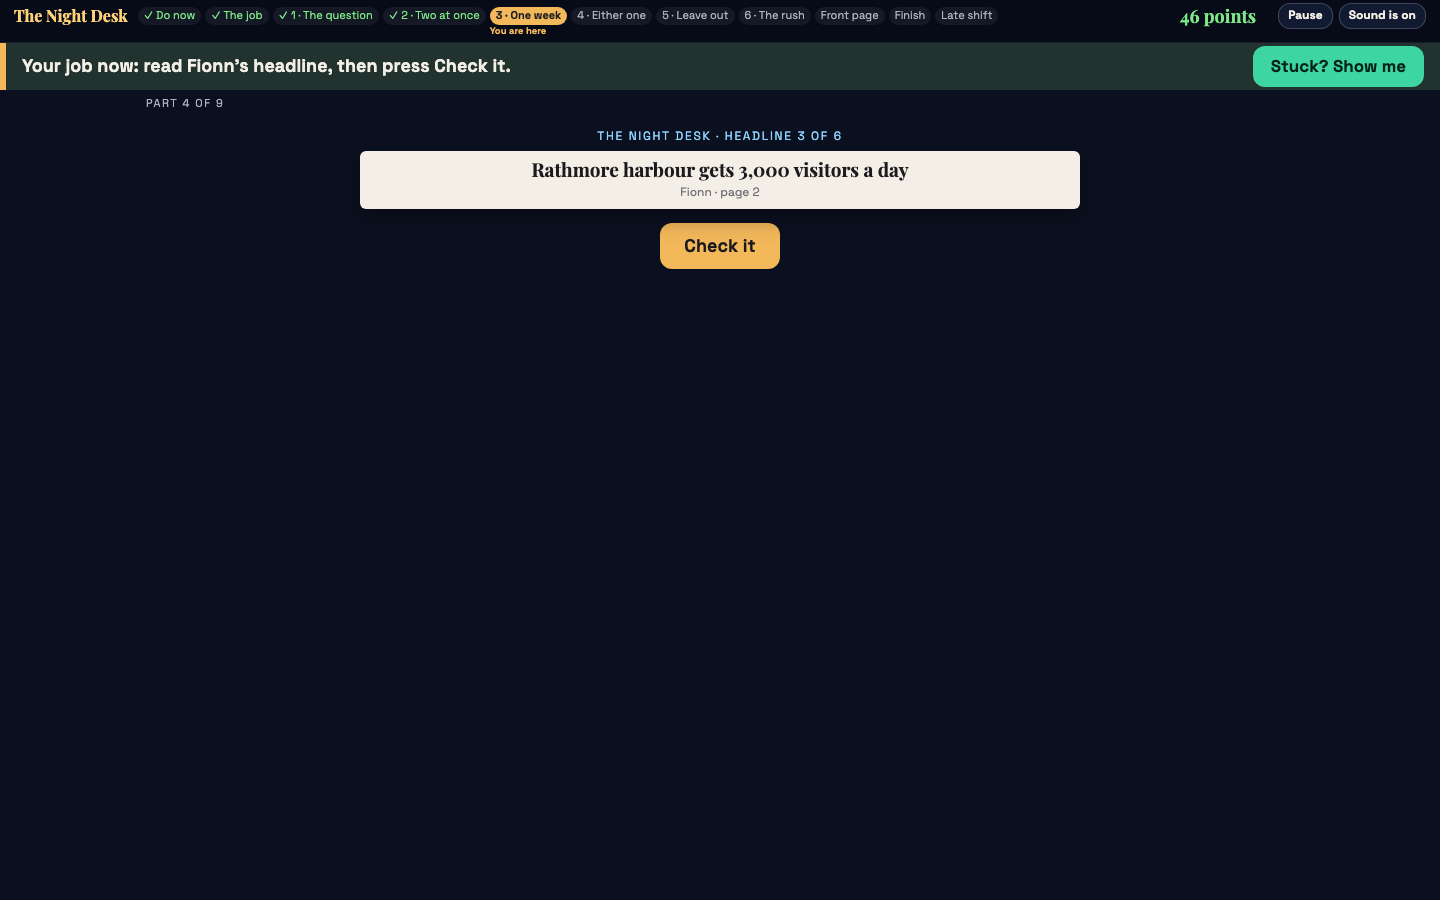 The Night Desk
✓ Do now
✓ The job
✓ 1 · The question
✓ 2 · Two at once
3 · One week
4 · Either one
5 · Leave out
6 · The rush
Front page
Finish
Late shift
You are here
46 points
Pause
Sound is on
Your job now: read Fionn's headline, then press Check it.
Stuck? Show me
PART 4 OF 9
THE NIGHT DESK · HEADLINE 3 OF 6
Rathmore harbour gets 3,000 visitors a day
Fionn · page 2
Check it